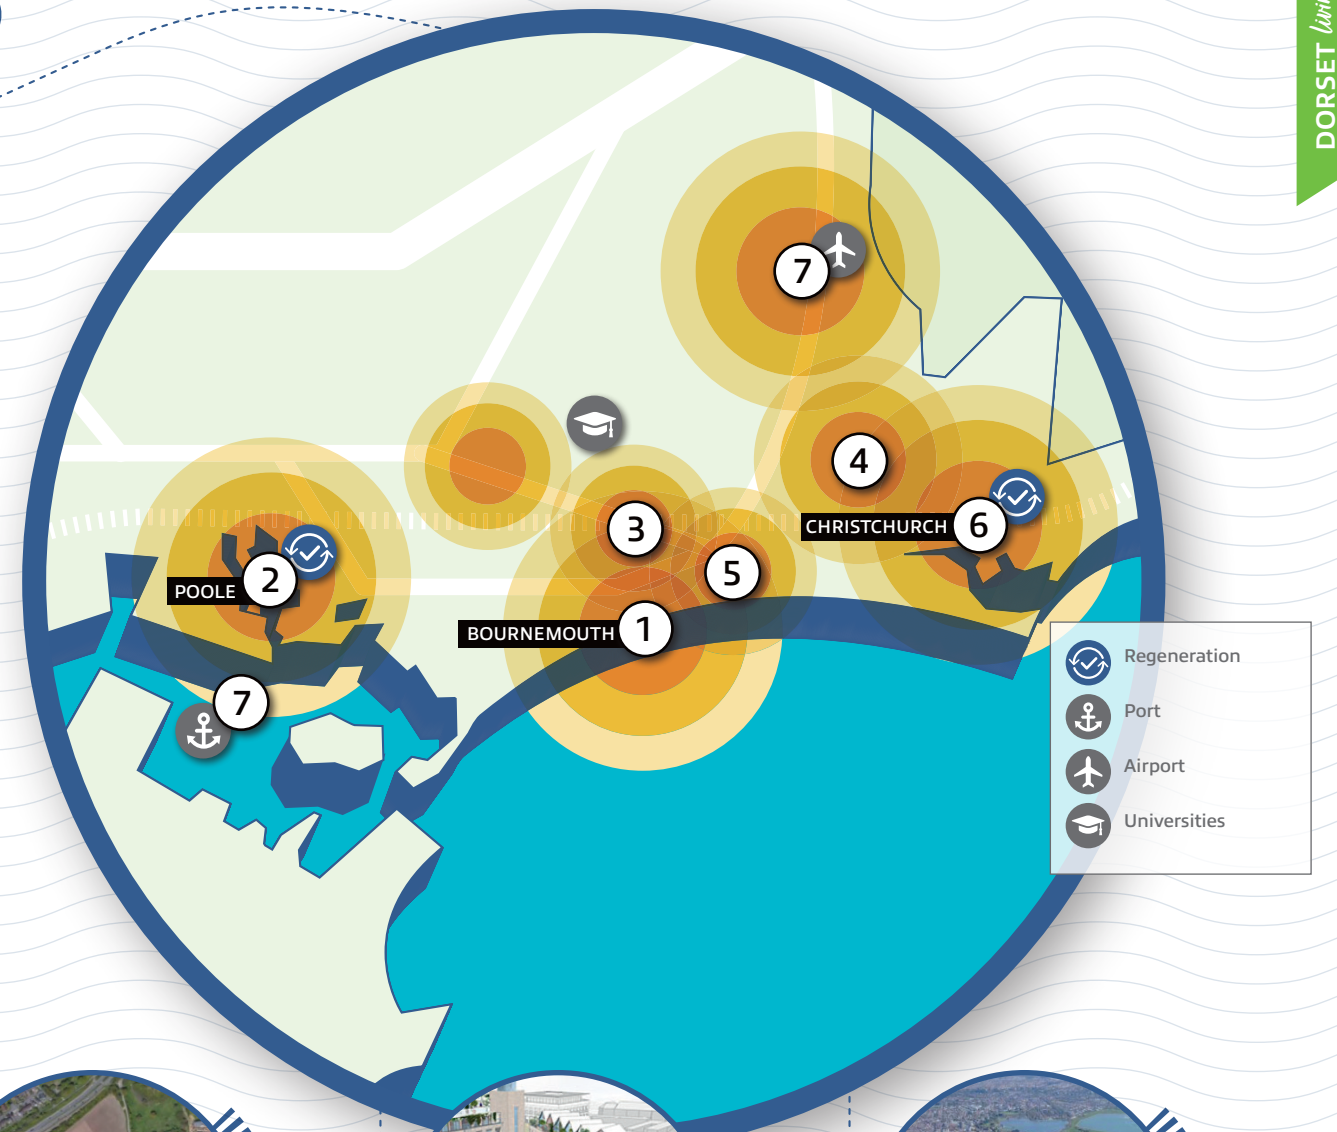 DORSET
7
4
CHRISTCHURCH
6
3
5
2
POOLE
BOURNEMOUTH
1
7
Regeneration
Port
Airport
Universities